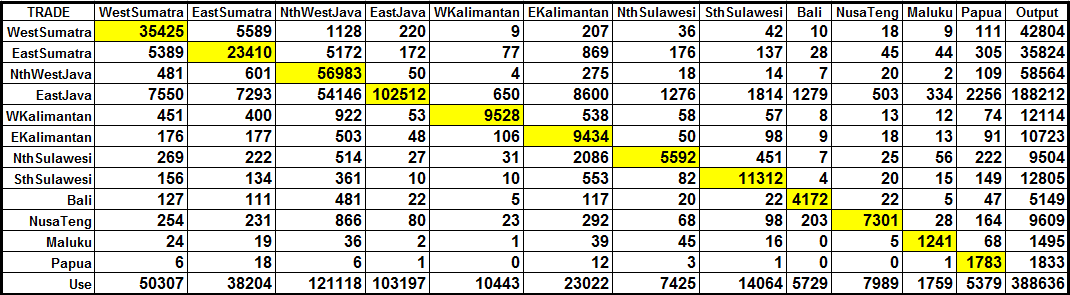 TRADE WestSumatra EastSumatra NthWestJava EastJava WKalimantan EKalimantan NthSulawesi SthSulawesi Bali NusaTeng Maluku Papua Output
WestSumatra 35425 5589 1128 220 9 207 36 42 10 18 9 111 42804
EastSumatra 5389 23410 5172 172 77 869 176 137 28 45 44 305 35824
NthWestJava 481 601 56983 50 4 275 18 14 7 20 2 109 58564
EastJava 7550 7293 54146 102512 650 8600 1276 1814 1279 503 334 2256 188212
WKalimantan 451 400 922 53 9528 538 58 57 8 13 12 74 12114
EKalimantan 176 177 503 48 106 9434 50 98 9 18 13 91 10723
NthSulawesi 269 222 514 27 31 2086 5592 451 7 25 56 222 9504
SthSulawesi 156 134 361 10 10 553 82 11312 4 20 15 149 12805
Bali 127 111 481 22 5 117 20 22 4172 22 5 47 5149
NusaTeng 254 231 866 80 23 292 68 98 203 7301 28 164 9609
Maluku 24 19 36 2 1 39 45 16 0 5 1241 68 1495
Papua 6 18 6 1 0 12 3 1 0 0 1 1783 1833
Use 50307 38204 121118 103197 10443 23022 7425 14064 5729 7989 1759 5379 388636